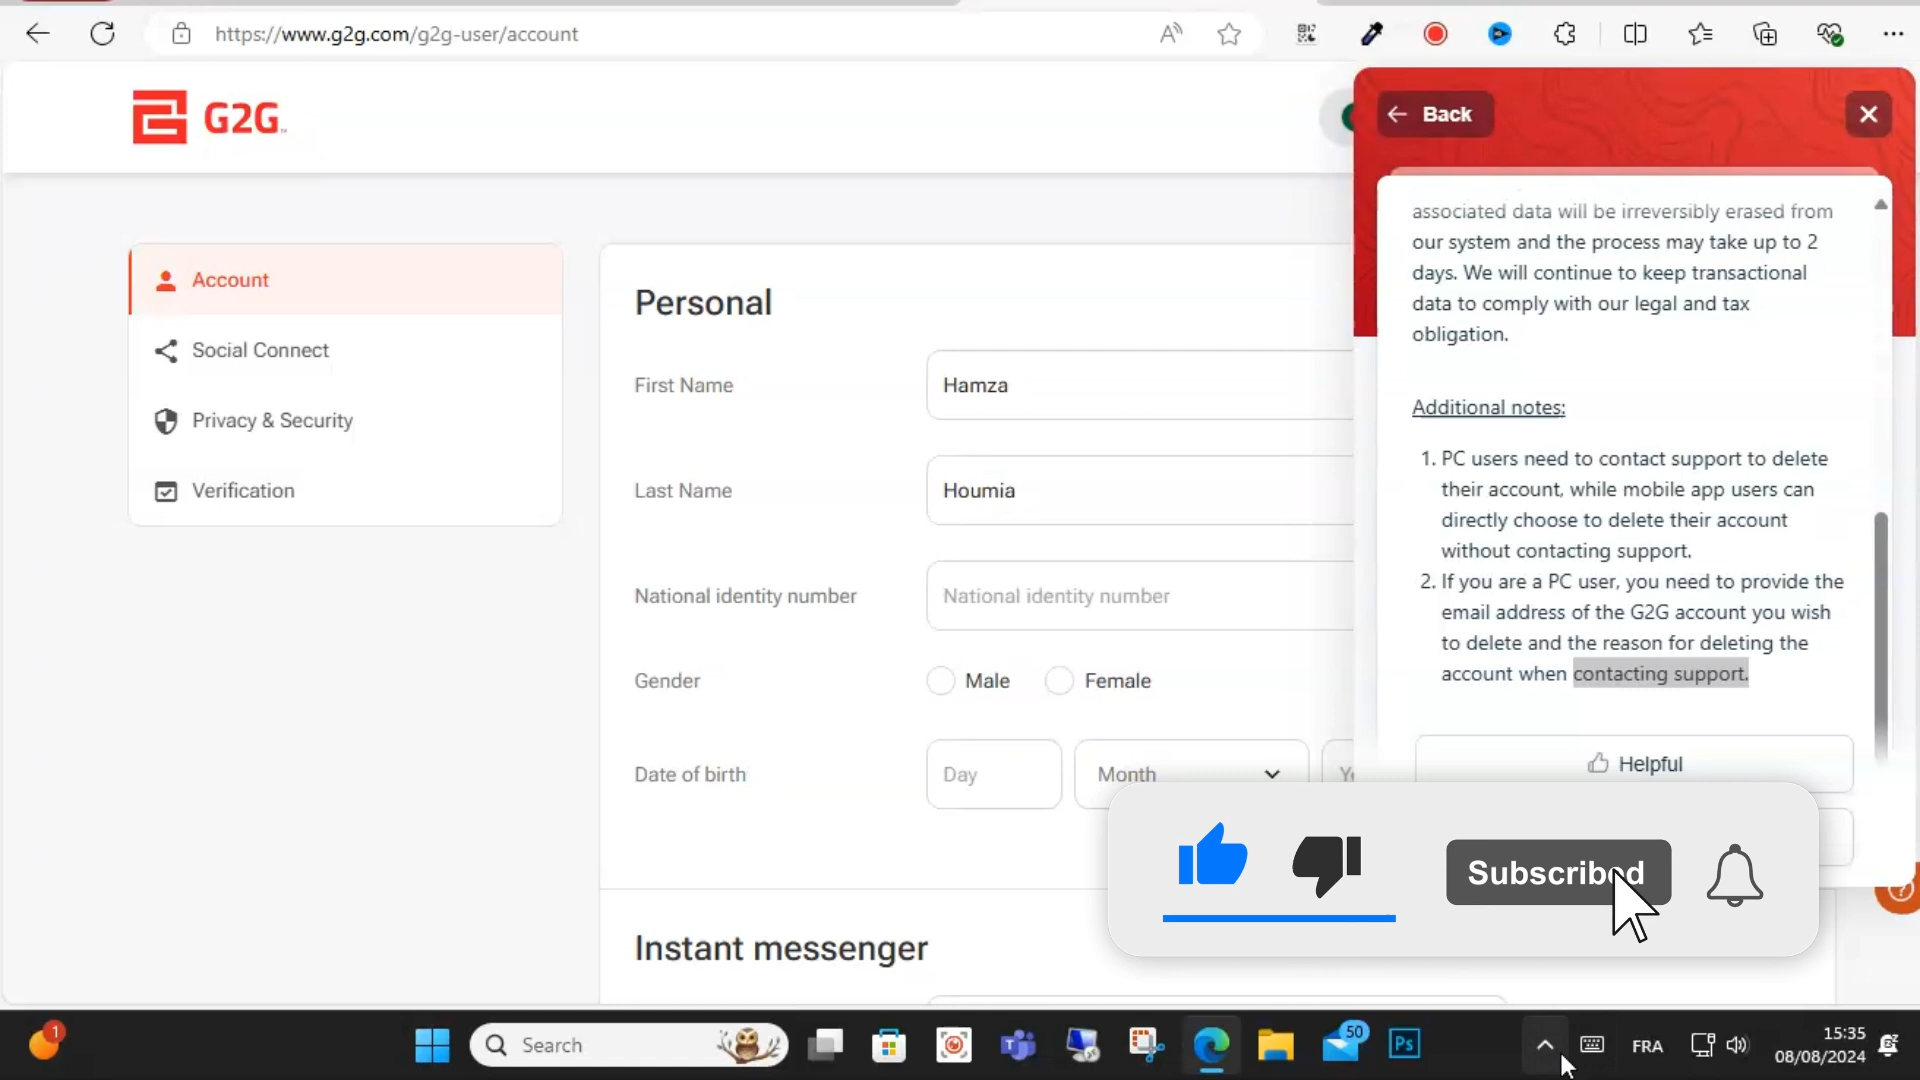 https://www.g2g.com/g2g-user/account
G2G
Back
Account
Social Connect
Privacy & Security
Verification
Personal
First Name
Hamza
Last Name
Houmia
National identity number
National identity number
Gender
Male
Female
Date of birth
Day
Month
Instant messenger
associated data will be irreversibly erased from
our system and the process may take up to 2
days. We will continue to keep transactional
data to comply with our legal and tax
obligation.
Additional notes:
1. PC users need to contact support to delete
their account, while mobile app users can
directly choose to delete their account
without contacting support.
2. If you are a PC user, you need to provide the
email address of the G2G account you wish
to delete and the reason for deleting the
account when contacting support.
Helpful
Subscribed
1
Search
50
Ps
FRA
15:35
08/08/2024